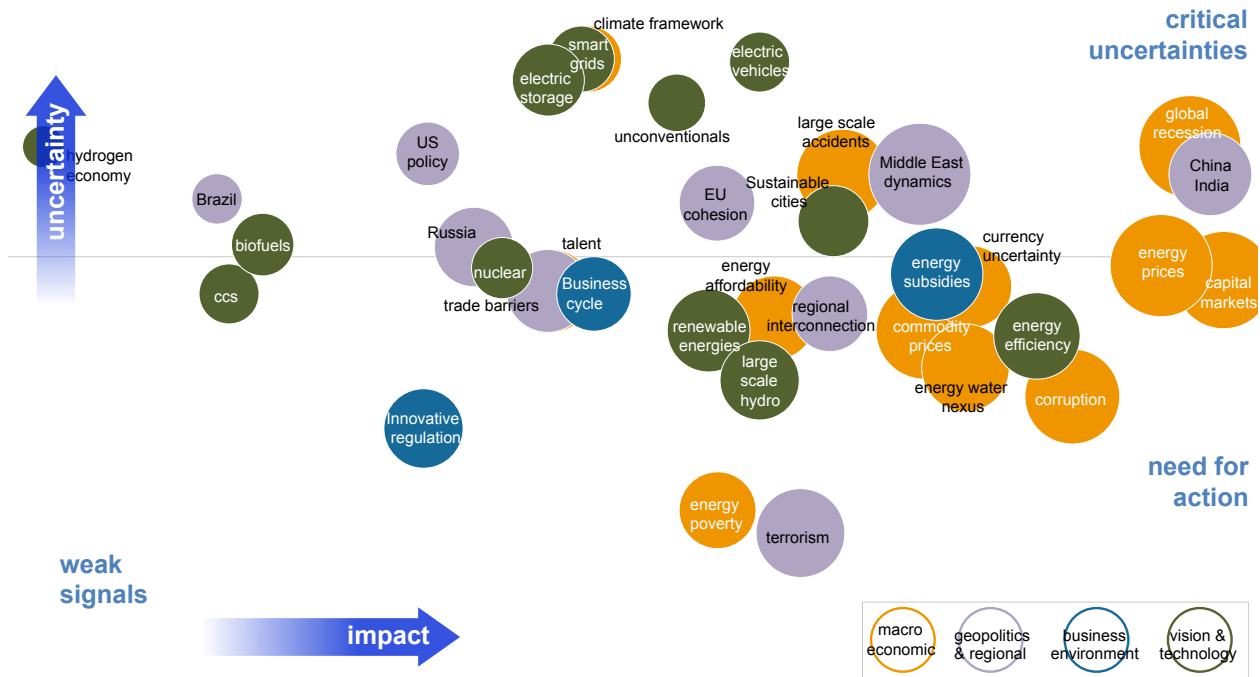 critical
uncertainties
climate framework
smart
grids
electric
storage
electric
vehicles
unconventionals
uncertainty
hydrogen
economy
US
policy
large scale
accidents
Middle East
dynamics
global
recession
China
India
Brazil
Sustainable
cities
EU
cohesion
biofuels
Russia
talent
nuclear
trade barriers
Business
cycle
ccs
energy
affordability
regional
interconnection
energy
subsidies
currency
uncertainty
energy
prices
capital
markets
renewable
energies
large
scale
hydro
commodity
prices
energy
efficiency
energy water
nexus
corruption
Innovative
regulation
need for
action
energy
poverty
terrorism
weak
signals
impact
macro
economic
geopolitics
& regional
business
environment
vision &
technology